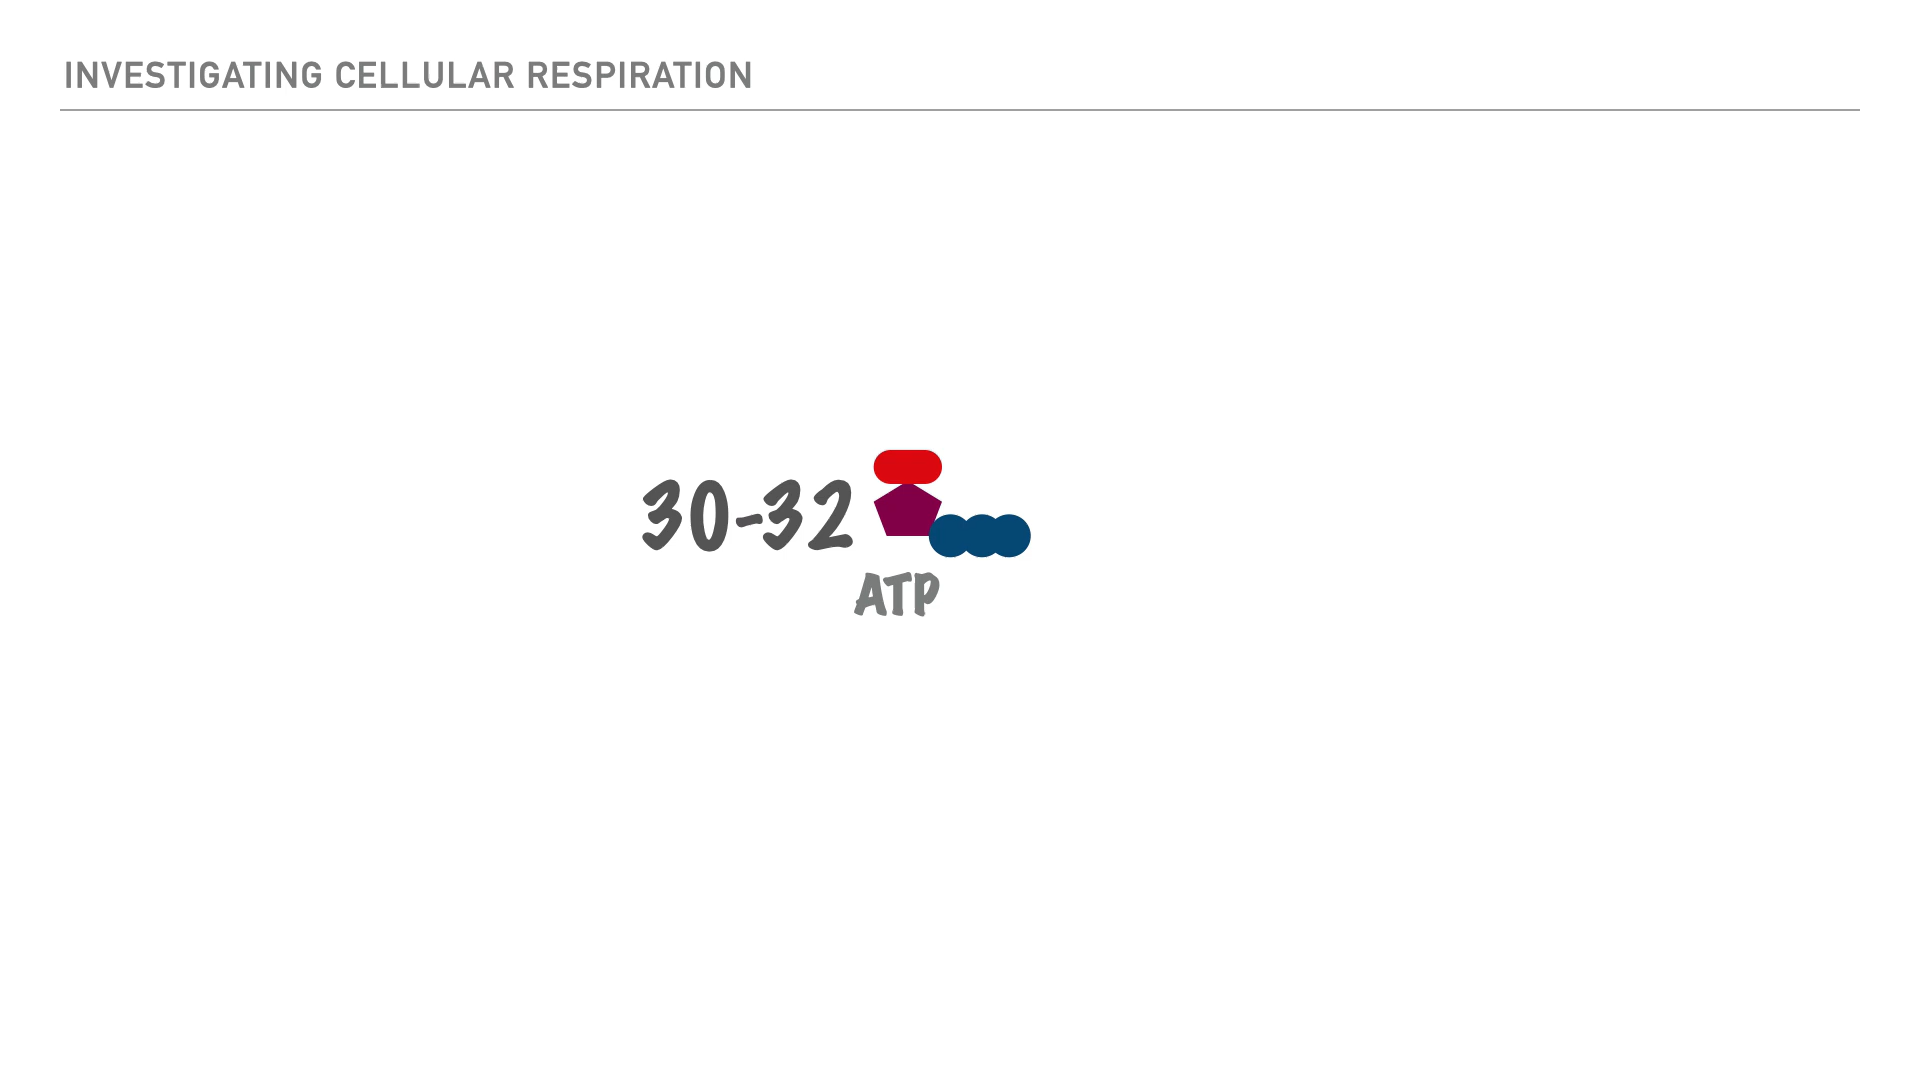 INVESTIGATING CELLULAR RESPIRATION
30-32
ATP